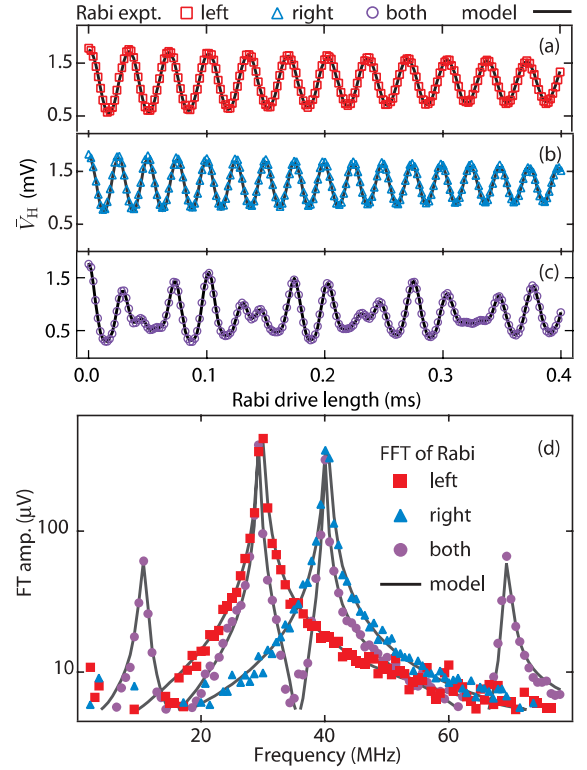 Rabi expt. left right both model
(a)
1.5
0.5
(b)
1.5
0.5
V̄H (mV)
(c)
1.5
0.5
0.0 0.1 0.2 0.3 0.4
Rabi drive length (ms)
(d)
FFT of Rabi
left
right
both
model
100
10
FT amp. (μV)
20 40 60
Frequency (MHz)